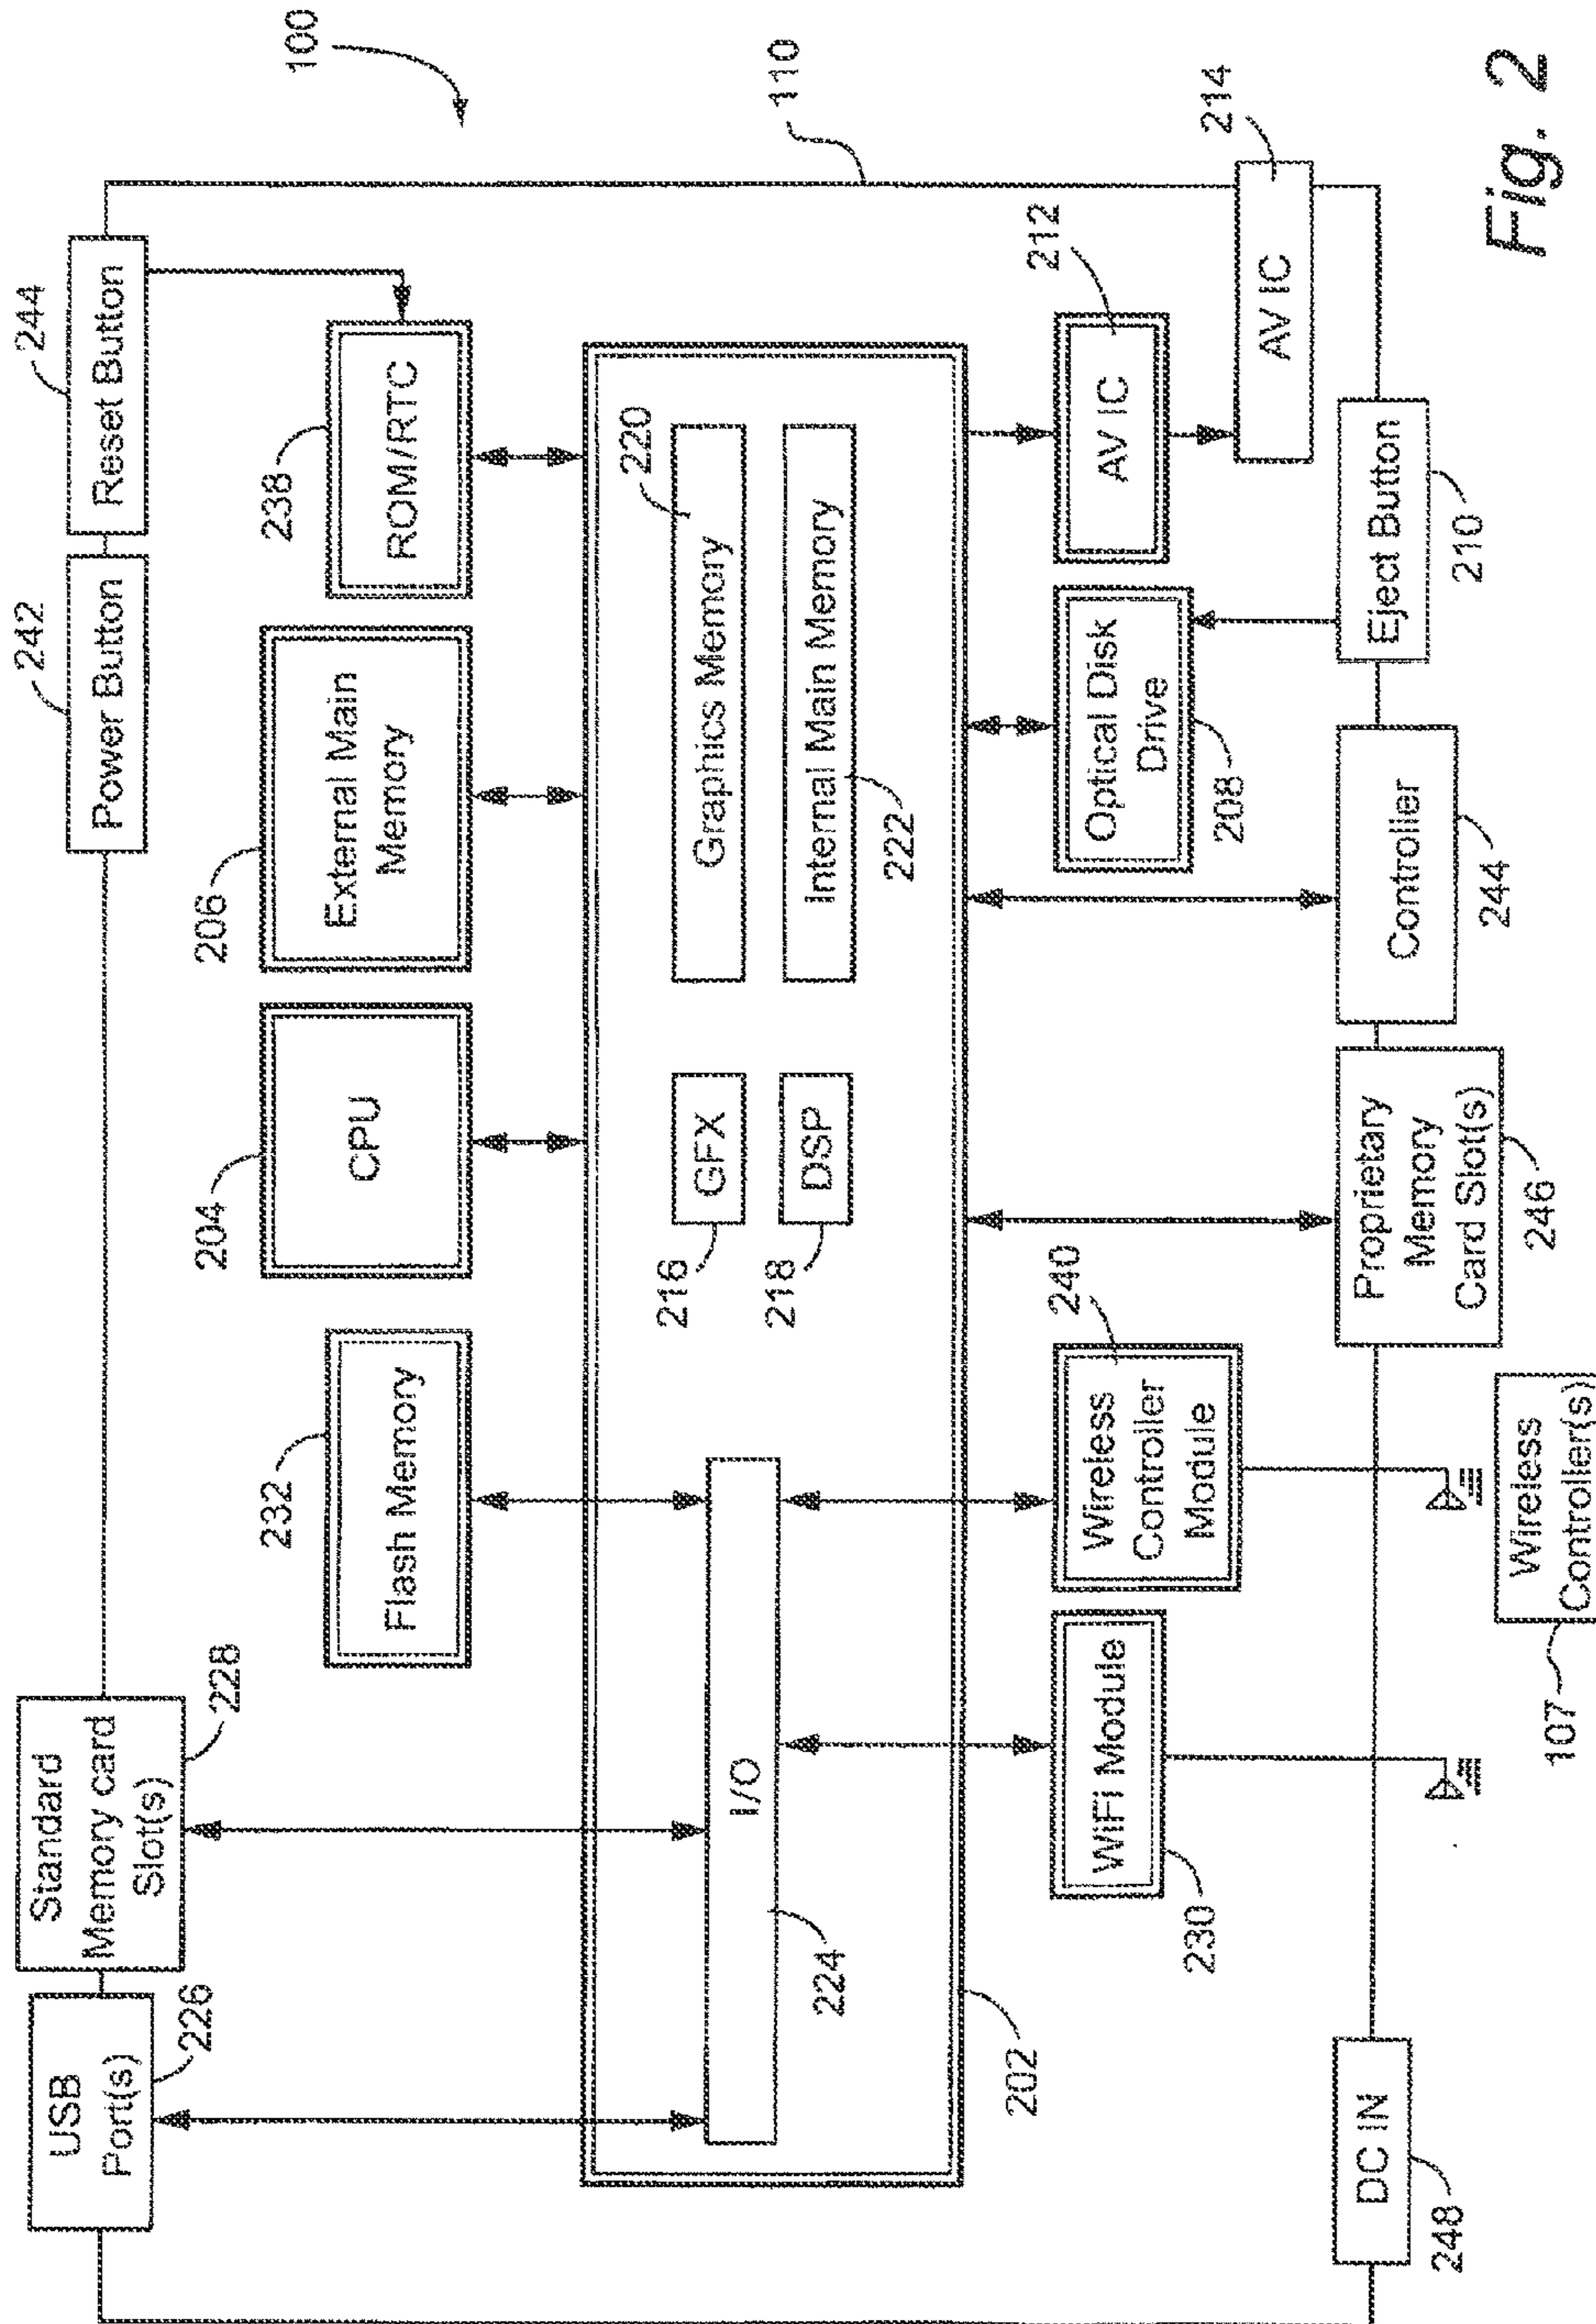 100
110
USB
Port(s)
226
Standard
Memory card
Slot(s)
228
242
Power Button
244
Reset Button
232
Flash Memory
204
CPU
206
External Main
Memory
238
ROM/RTC
I/O
224
202
216
GFX
218
DSP
220
Graphics Memory
Internal Main Memory
222
WiFi Module
230
240
Wireless
Controller
Module
Optical Disk
Drive
208
212
AV IC
214
AV IC
DC IN
248
107
Wireless
Controller(s)
Proprietary
Memory
Card Slot(s)
246
Controller
244
Eject Button
210
Fig. 2